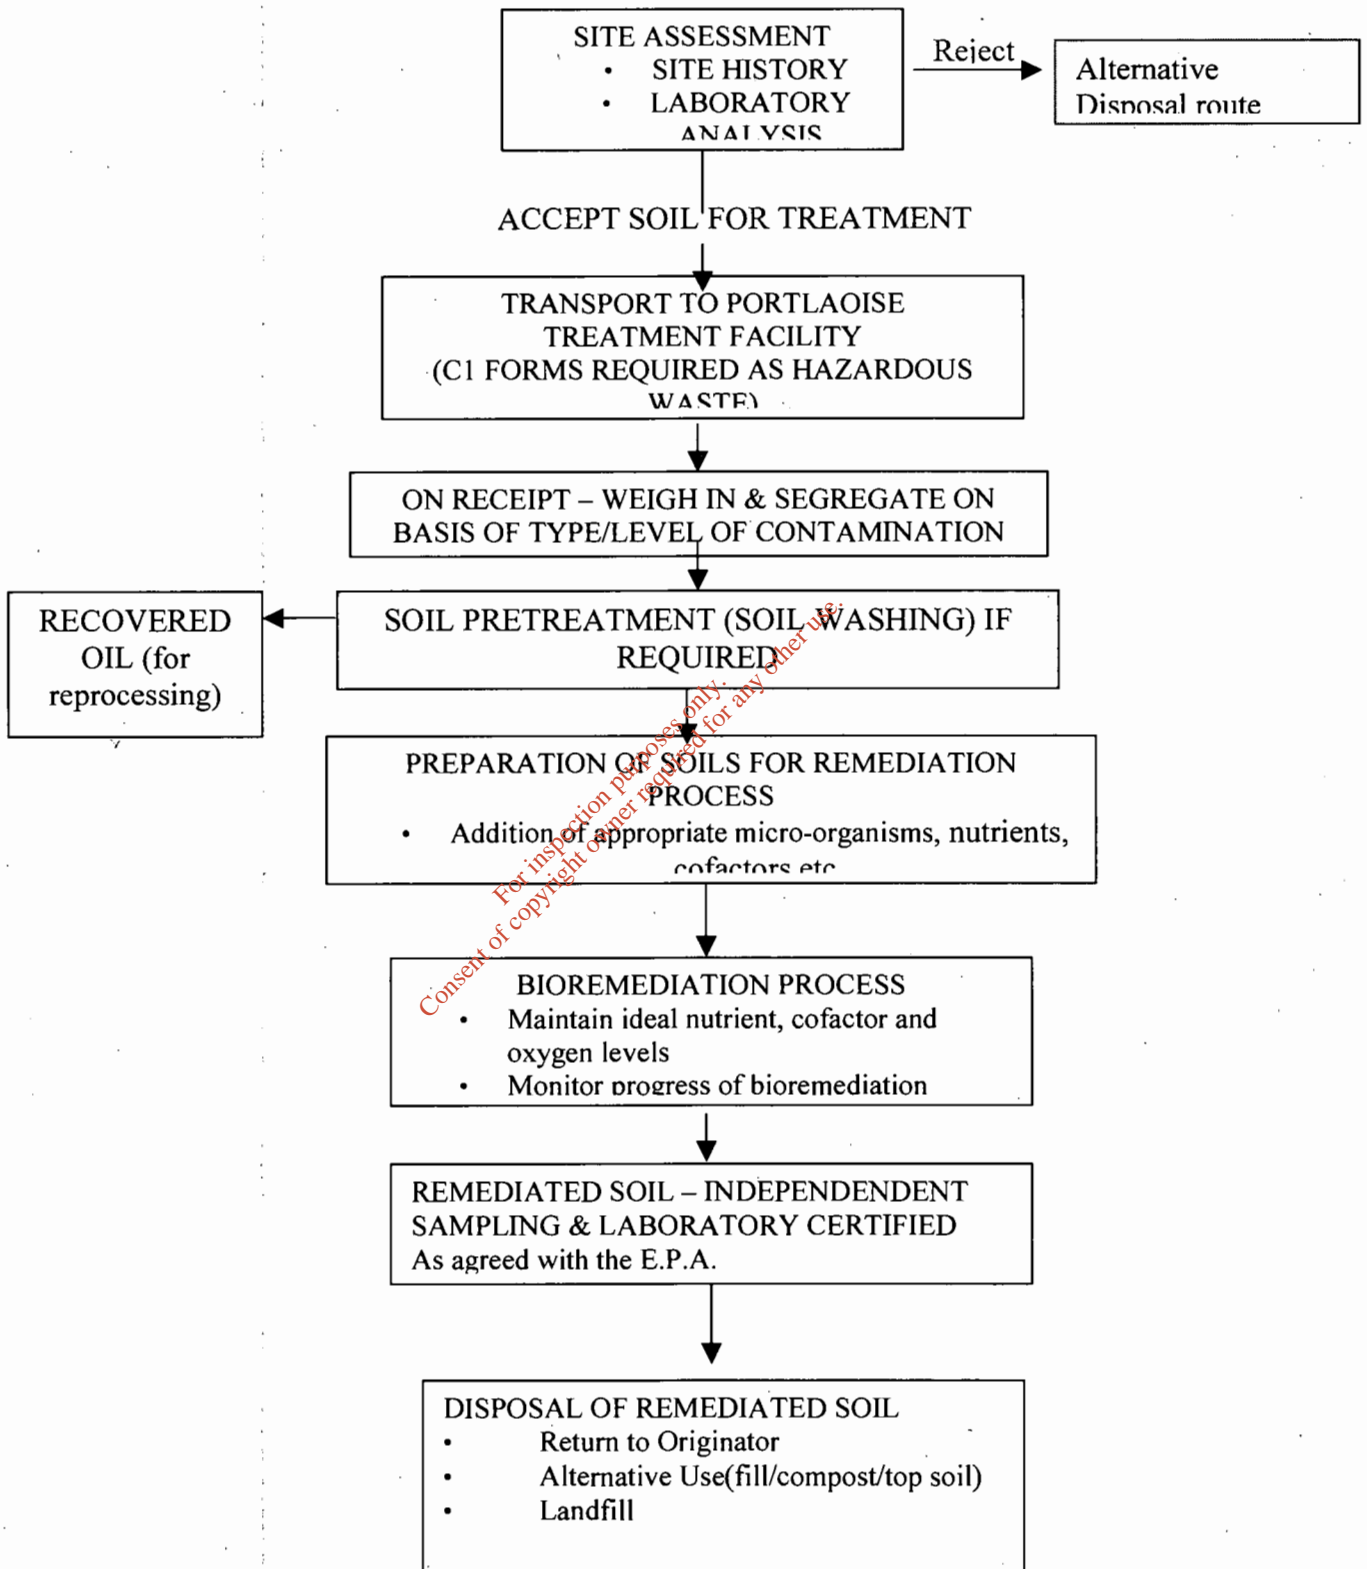 SITE ASSESSMENT
• SITE HISTORY
• LABORATORY
ANALYSIS
Reject
Alternative
Disposal route
ACCEPT SOIL FOR TREATMENT
TRANSPORT TO PORTLAOISE
TREATMENT FACILITY
(C1 FORMS REQUIRED AS HAZARDOUS
WASTE)
ON RECEIPT – WEIGH IN & SEGREGATE ON
BASIS OF TYPE/LEVEL OF CONTAMINATION
RECOVERED
OIL (for
reprocessing)
SOIL PRETREATMENT (SOIL WASHING) IF
REQUIRED
PREPARATION OF SOILS FOR REMEDIATION
PROCESS
• Addition of appropriate micro-organisms, nutrients,
cofactors etc
For inspection purposes only.
Consent of copyright owner required for any other use.
BIOREMEDIATION PROCESS
• Maintain ideal nutrient, cofactor and
oxygen levels
• Monitor progress of bioremediation
REMEDIATED SOIL – INDEPENDENDENT
SAMPLING & LABORATORY CERTIFIED
As agreed with the E.P.A.
DISPOSAL OF REMEDIATED SOIL
• Return to Originator
• Alternative Use(fill/compost/top soil)
• Landfill